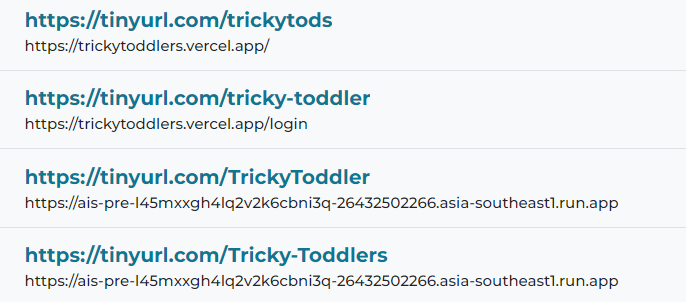 https://tinyurl.com/trickytods
https://trickytoddlers.vercel.app/
https://tinyurl.com/tricky-toddler
https://trickytoddlers.vercel.app/login
https://tinyurl.com/TrickyToddler
https://ais-pre-l45mxxgh4lq2v2k6cbni3q-26432502266.asia-southeast1.run.app
https://tinyurl.com/Tricky-Toddlers
https://ais-pre-l45mxxgh4lq2v2k6cbni3q-26432502266.asia-southeast1.run.app